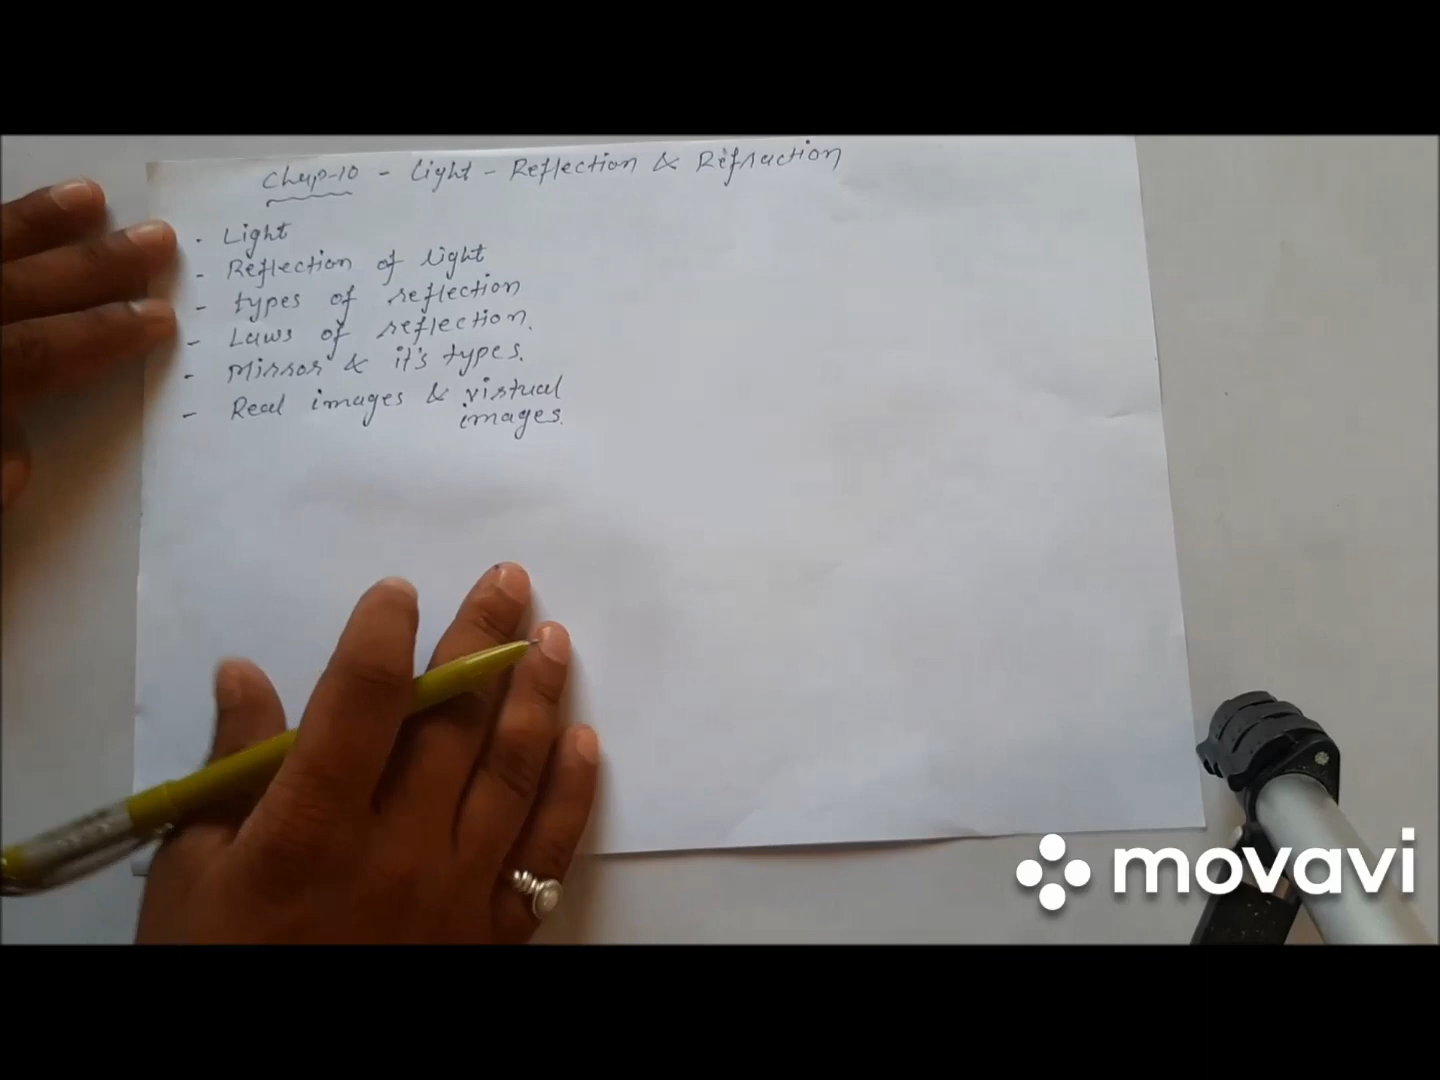 Chap-10 - Light - Reflection & Refraction
- Light
- Reflection of light
- types of reflection
- Laws of reflection.
- Mirror & it's types.
- Real images & virtual
images.
movavi